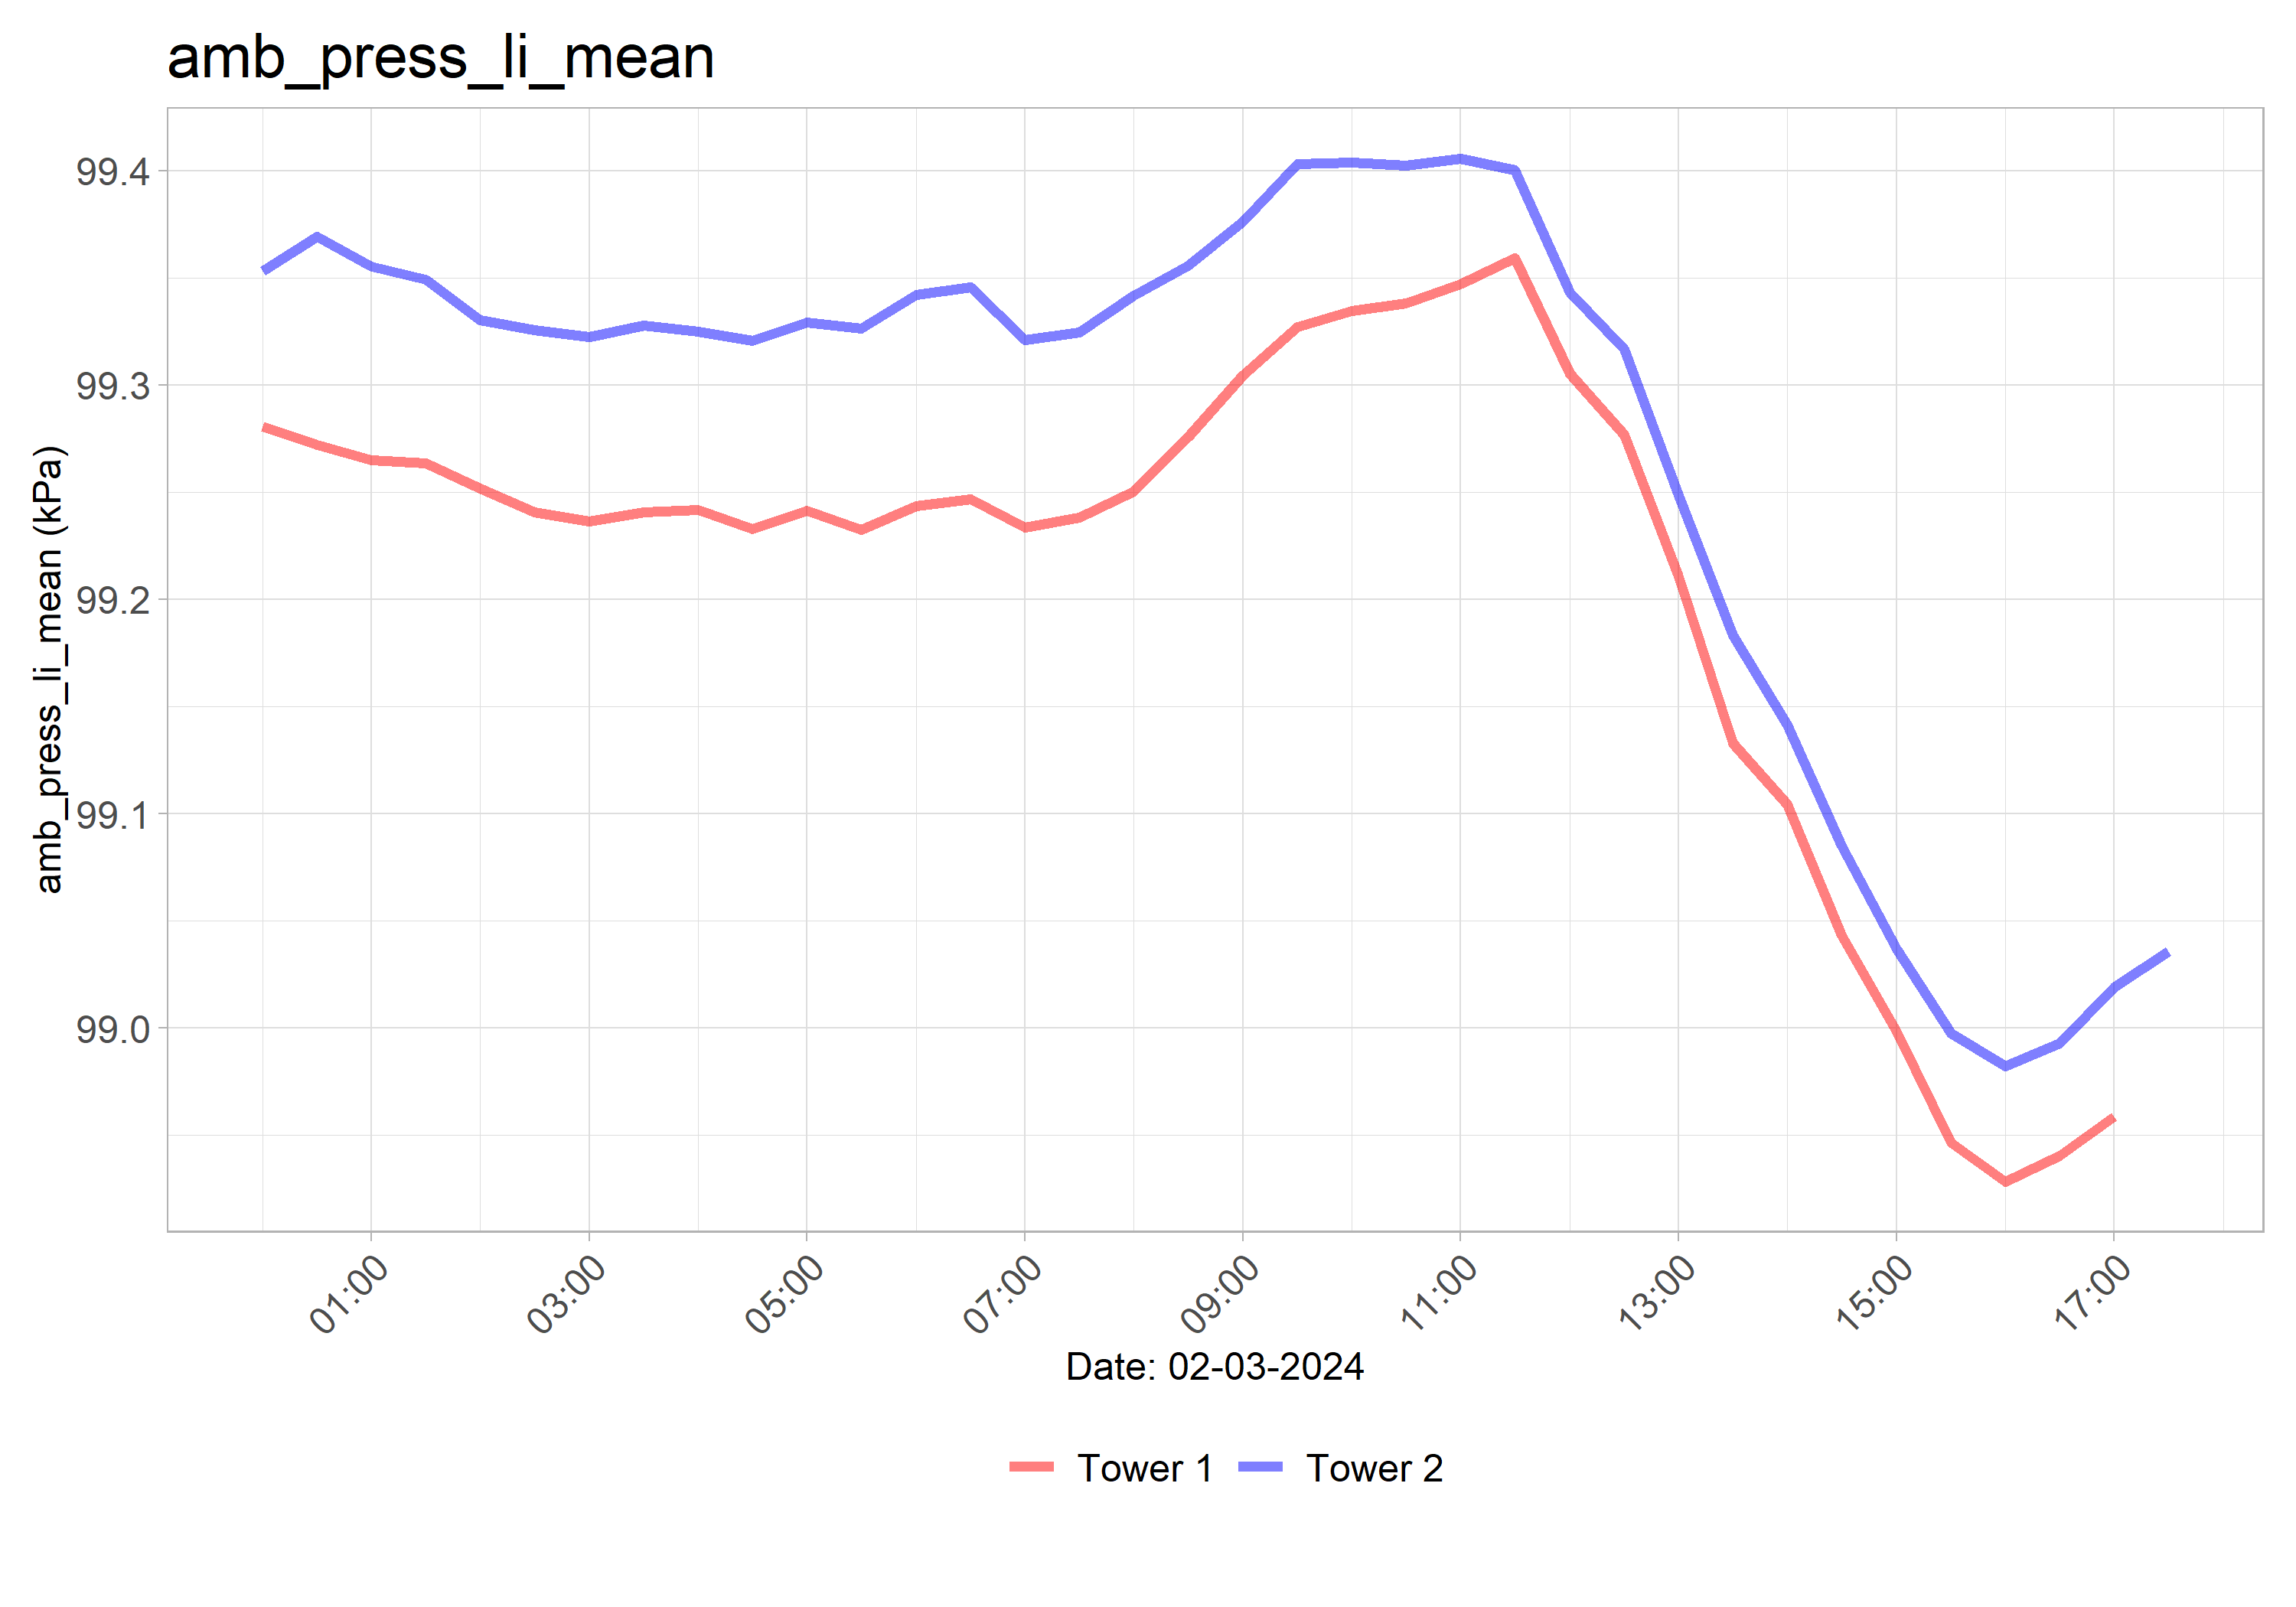 amb_press_li_mean
amb_press_li_mean (kPa)
99.4
99.3
99.2
99.1
99.0
01:00
03:00
05:00
07:00
09:00
11:00
13:00
15:00
17:00
Date: 02-03-2024
Tower 1
Tower 2